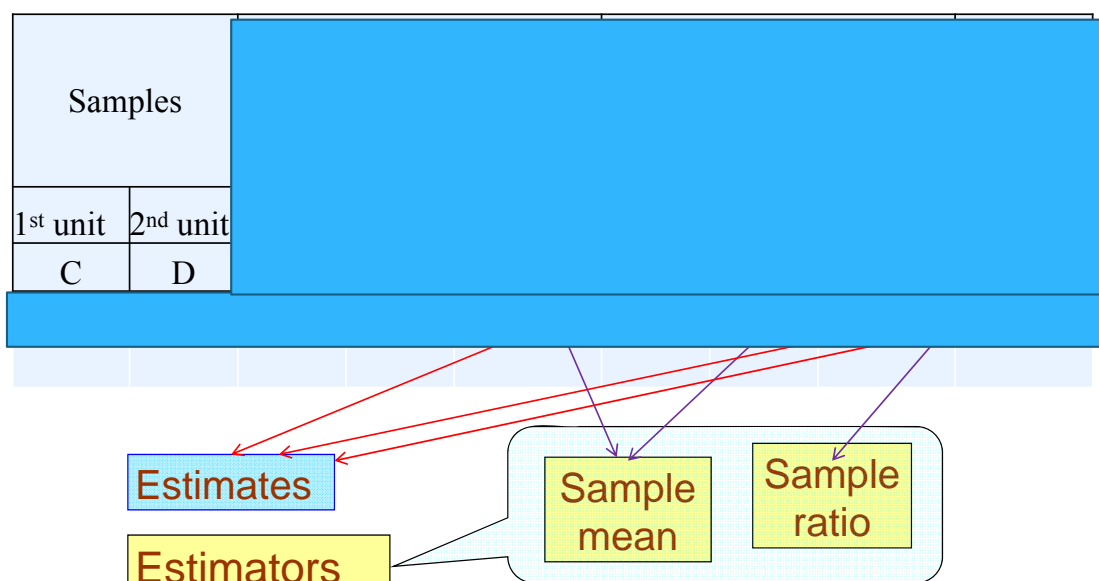 Samples
1st unit 2nd unit
C D
Estimates
Sample
mean
Sample
ratio
Estimators